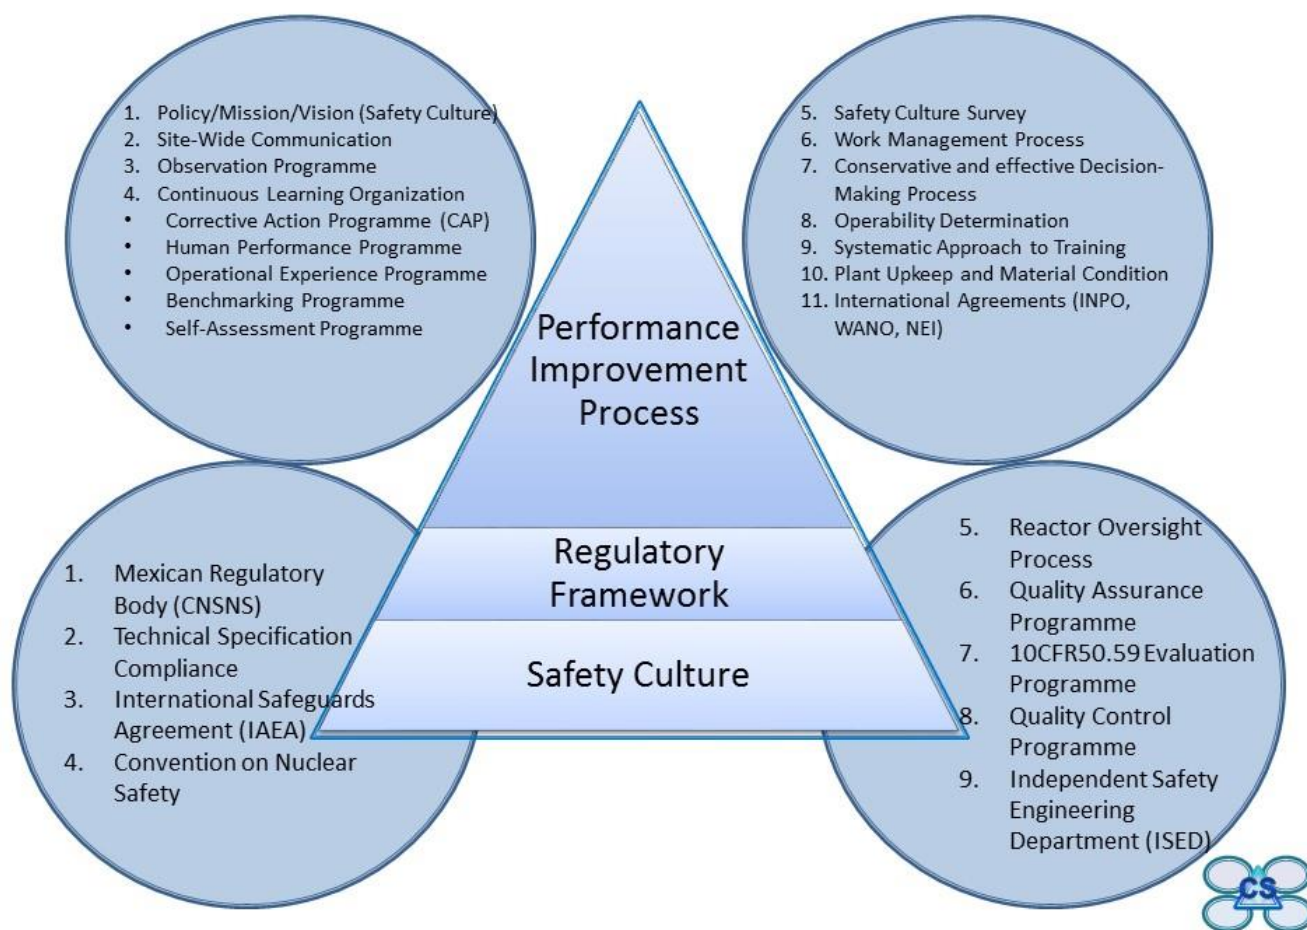 1. Policy/Mission/Vision (Safety Culture)
2. Site-Wide Communication
3. Observation Programme
4. Continuous Learning Organization
• Corrective Action Programme (CAP)
• Human Performance Programme
• Operational Experience Programme
• Benchmarking Programme
• Self-Assessment Programme
5. Safety Culture Survey
6. Work Management Process
7. Conservative and effective Decision-
Making Process
8. Operability Determination
9. Systematic Approach to Training
10. Plant Upkeep and Material Condition
11. International Agreements (INPO,
WANO, NEI)
Performance
Improvement
Process
Regulatory
Framework
Safety Culture
1. Mexican Regulatory
Body (CNSNS)
2. Technical Specification
Compliance
3. International Safeguards
Agreement (IAEA)
4. Convention on Nuclear
Safety
5. Reactor Oversight
Process
6. Quality Assurance
Programme
7. 10CFR50.59 Evaluation
Programme
8. Quality Control
Programme
9. Independent Safety
Engineering
Department (ISED)
CS